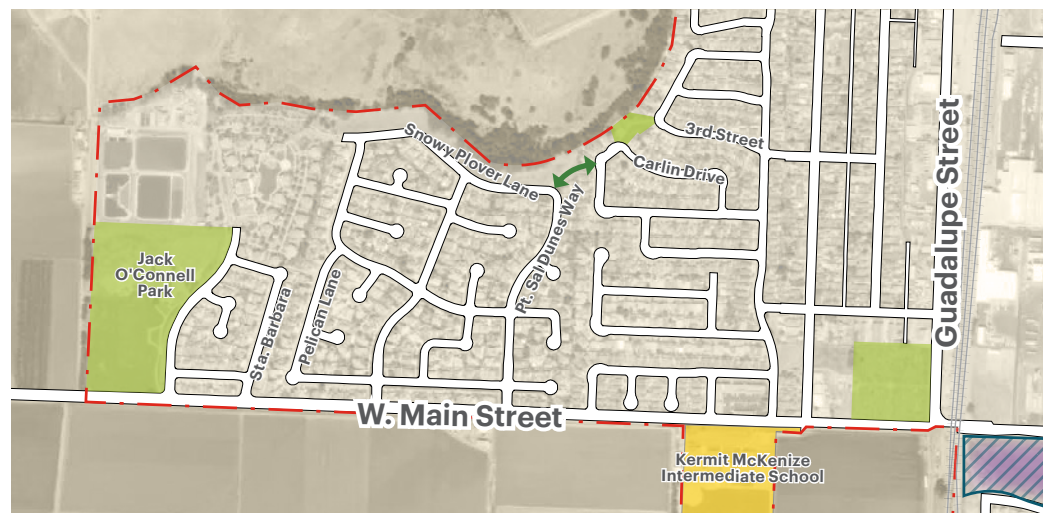 3rd Street
Snowy Plover Lane
Carlin Drive
Guadalupe Street
Pt. Sal Dunes Way
Jack
O'Connell
Park
Pelican Lane
Sta. Barbara
W. Main Street
Kermit McKenize
Intermediate School